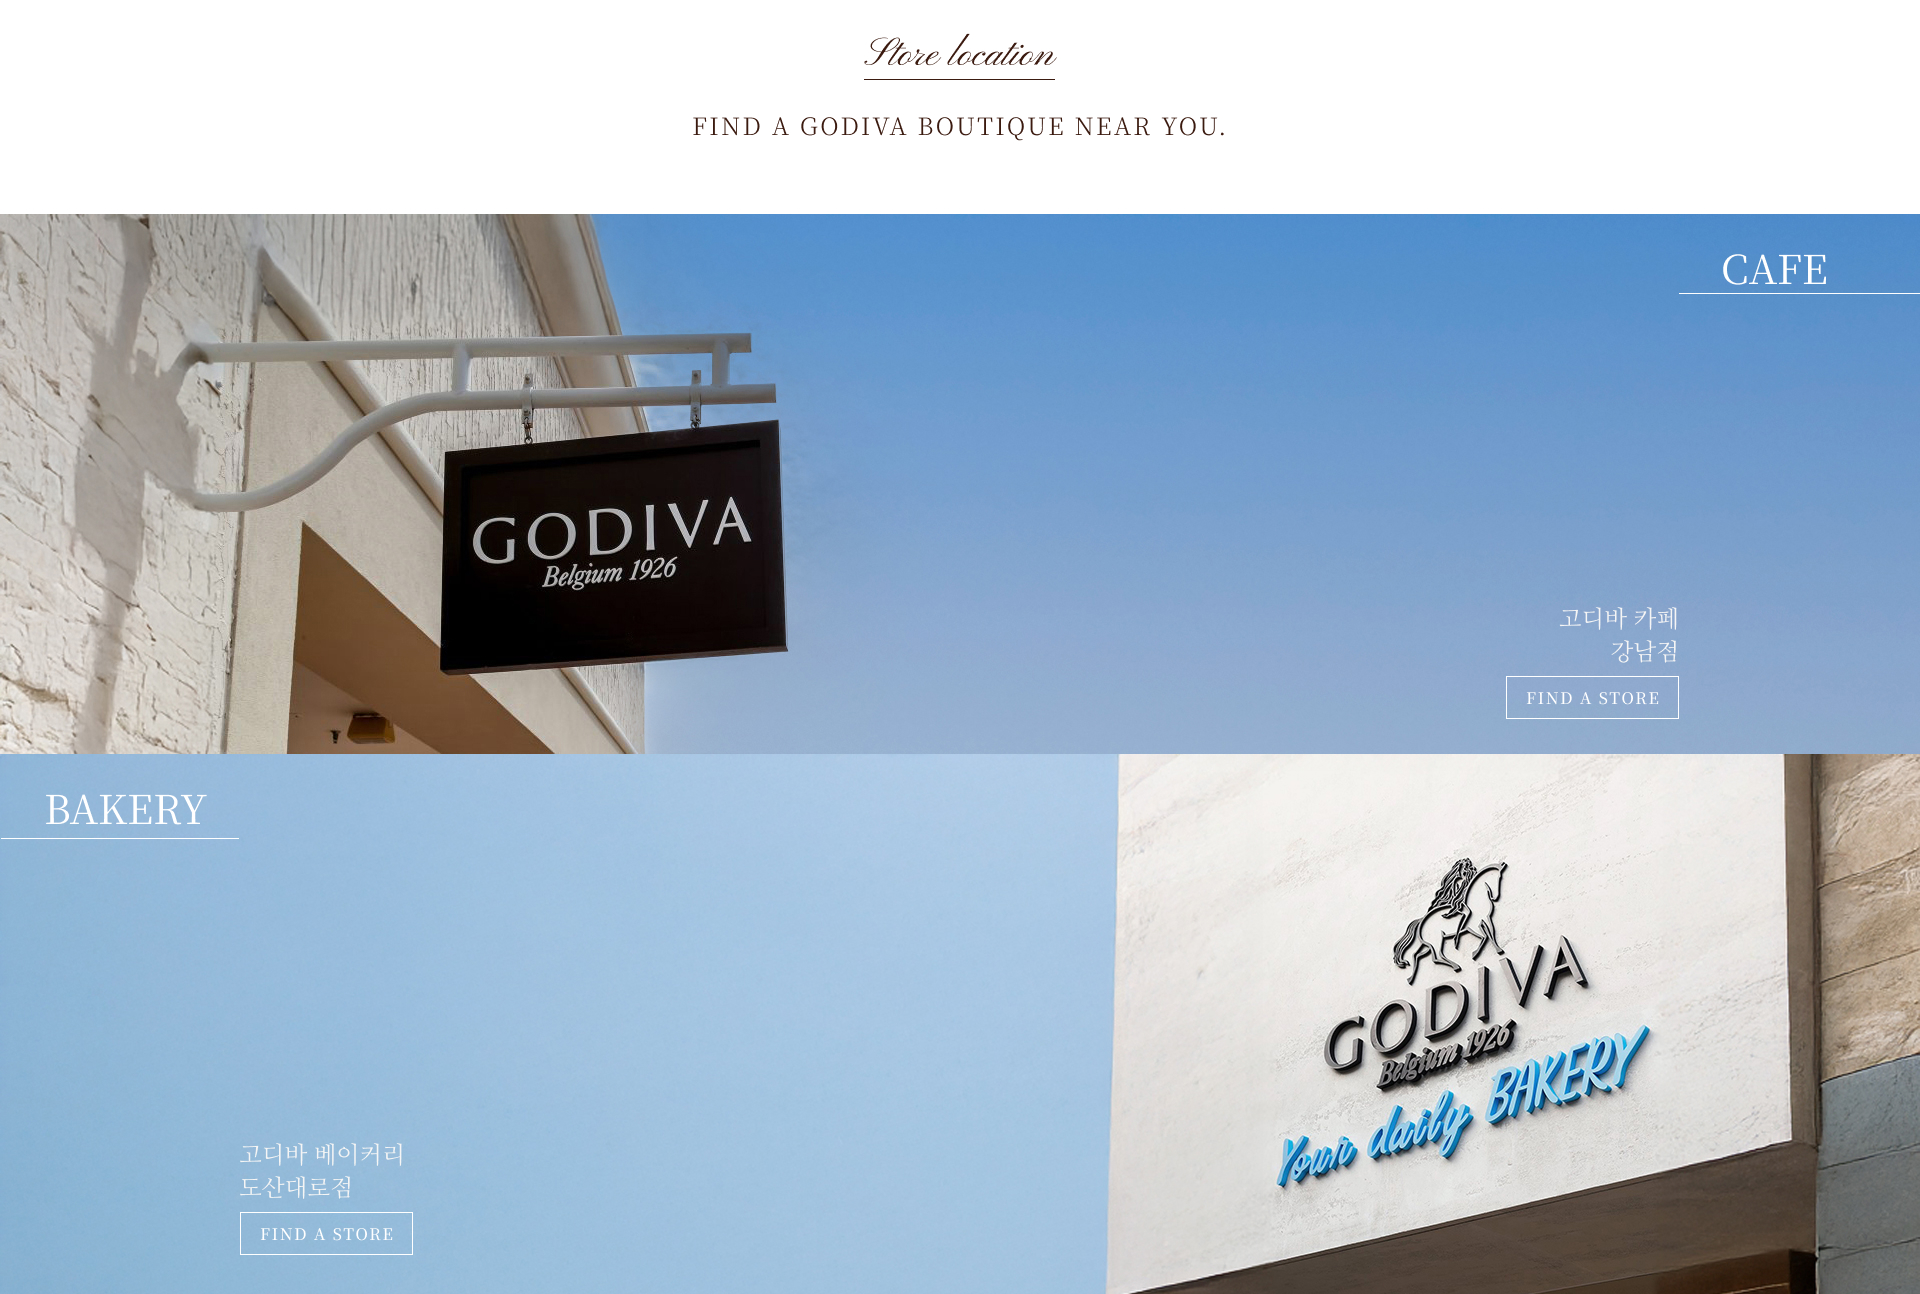 Store location
FIND A GODIVA BOUTIQUE NEAR YOU.
CAFE
GODIVA
Belgium 1926
고디바 카페
강남점
FIND A STORE
BAKERY
GODIVA
Belgium 1926
Your daily BAKERY
고디바 베이커리
도산대로점
FIND A STORE